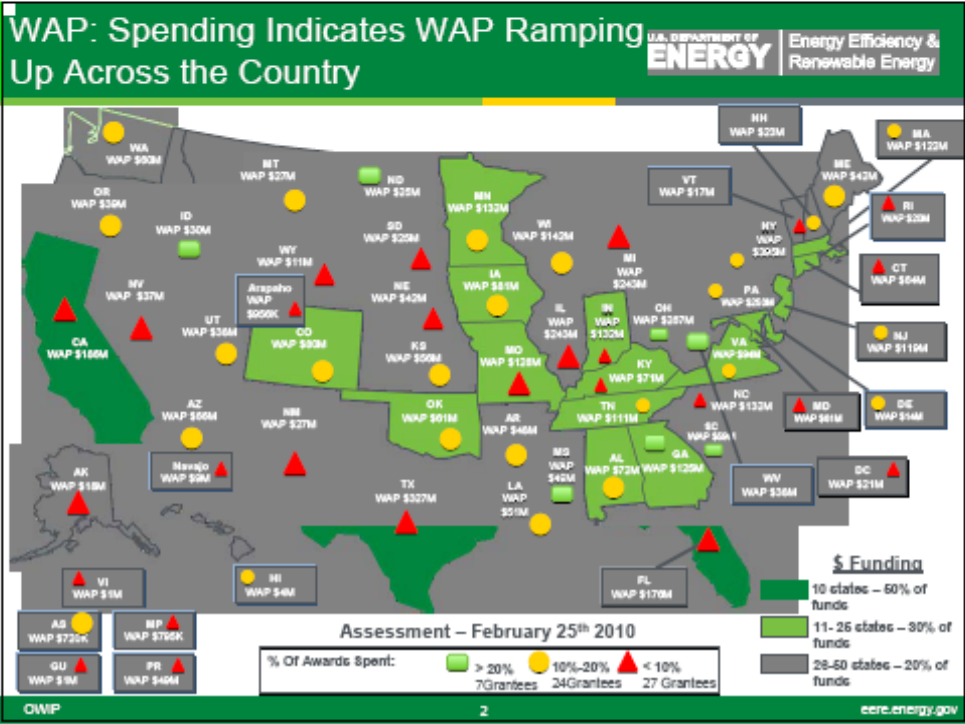 WAP: Spending Indicates WAP Ramping
Up Across the Country
U.S. DEPARTMENT OF
ENERGY
Energy Efficiency &
Renewable Energy
WA
WAP $60M
OR
WAP $39M
MT
WAP $27M
ID
WAP $30M
ND
WAP $25M
SD
WAP $25M
WY
WAP $11M
NV
WAP $37M
Arapaho
WAP
NE
WAP $42M
UT
WAP $38M
CO
WAP $80M
CA
WAP $186M
KS
WAP $56M
MN
WAP $132M
WI
WAP $142M
IA
WAP $81M
MI
WAP
$243M
IL
WAP
$243M
IN
WAP
$132M
OH
WAP $267M
MO
WAP $128M
KY
WAP $71M
TN
WAP $111M
NH
WAP $23M
VT
WAP $17M
ME
WAP $42M
MA
WAP $122M
RI
WAP $20M
NY
WAP
$395M
CT
WAP $64M
PA
NJ
WAP $119M
VA
WAP $94M
DE
WAP $14M
MD
WAP $61M
NC
WAP $132M
SC
WV
WAP $38M
DC
WAP $21M
AZ
WAP $66M
NM
WAP $27M
Navajo
WAP $9M
OK
WAP $61M
AR
WAP $48M
MS
WAP
$49M
LA
WAP
$51M
AL
WAP $72M
GA
WAP $125M
TX
WAP $327M
FL
WAP $176M
AK
WAP $18M
VI
WAP $1M
HI
WAP $4M
AS
MP
WAP $795K
GU
WAP $1M
PR
WAP $49M
Assessment – February 25th 2010
% Of Awards Spent:
> 20%
7Grantees
10%-20%
24Grantees
< 10%
27 Grantees
$ Funding
10 states – 50% of
funds
11- 25 states – 30% of
funds
26-50 states – 20% of
funds
OWIP
2
eere.energy.gov